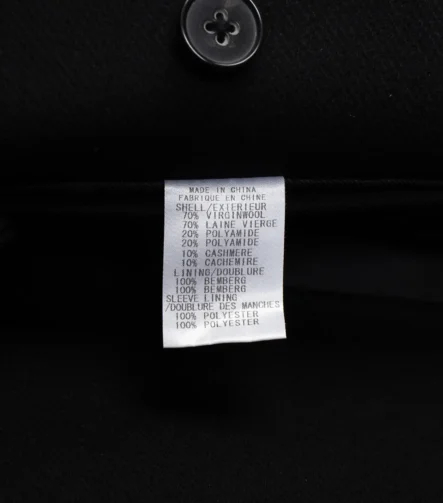 MADE IN CHINA
FABRIQUE EN CHINE
SHELL/EXTERIEUR
70% VIRGINWOOL
70% LAINE VIERGE
20% POLYAMIDE
20% POLYAMIDE
10% CASHMERE
10% CACHEMIRE
LINING/DOUBLURE
100% BEMBERG
100% BEMBERG
SLEEVE LINING
/DOUBLURE DES MANCHES
100% POLYESTER
100% POLYESTER